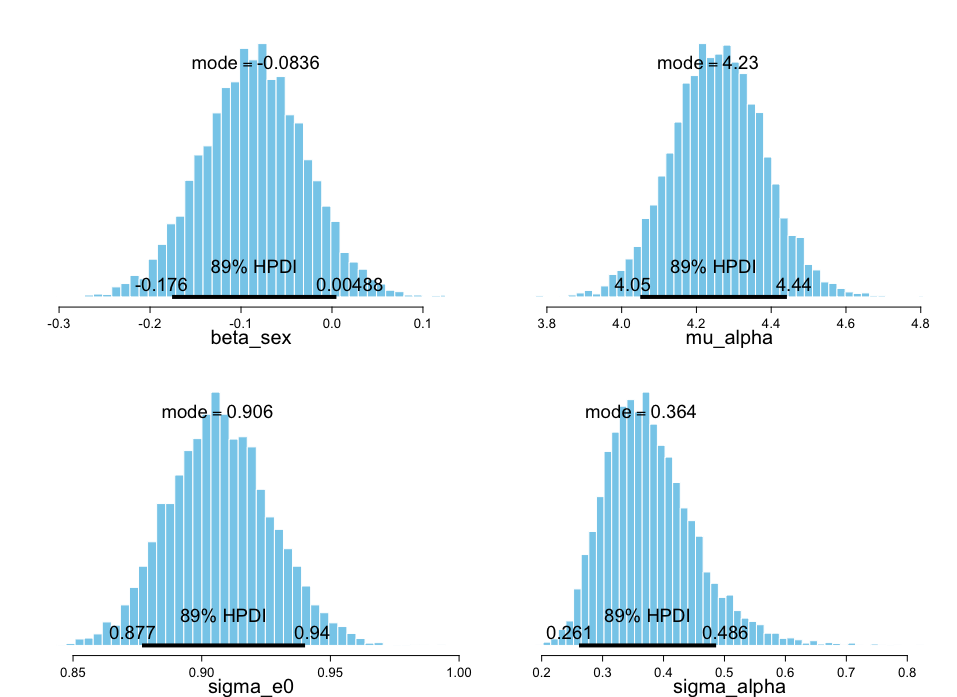 mode = -0.0836
89% HPDI
-0.176 0.00488
-0.3 -0.2 -0.1 0.0 0.1
beta_sex
mode = 4.23
89% HPDI
4.05 4.44
3.8 4.0 4.2 4.4 4.6 4.8
mu_alpha
mode = 0.906
89% HPDI
0.877 0.94
0.85 0.90 0.95 1.00
sigma_e0
mode = 0.364
89% HPDI
0.261 0.486
0.2 0.3 0.4 0.5 0.6 0.7 0.8
sigma_alpha